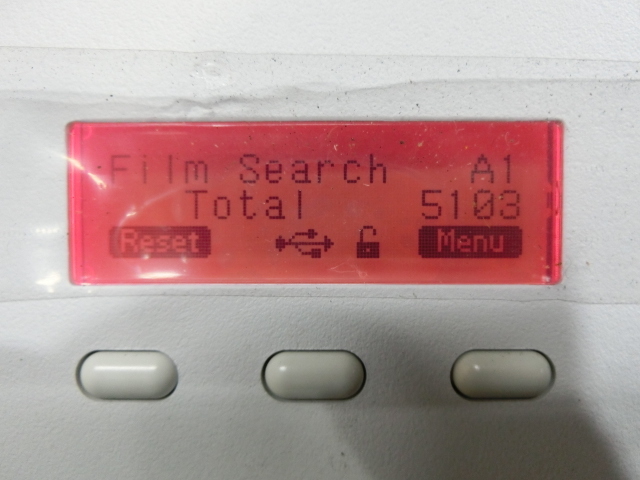 Film Search A1
Total 5103
Reset Menu